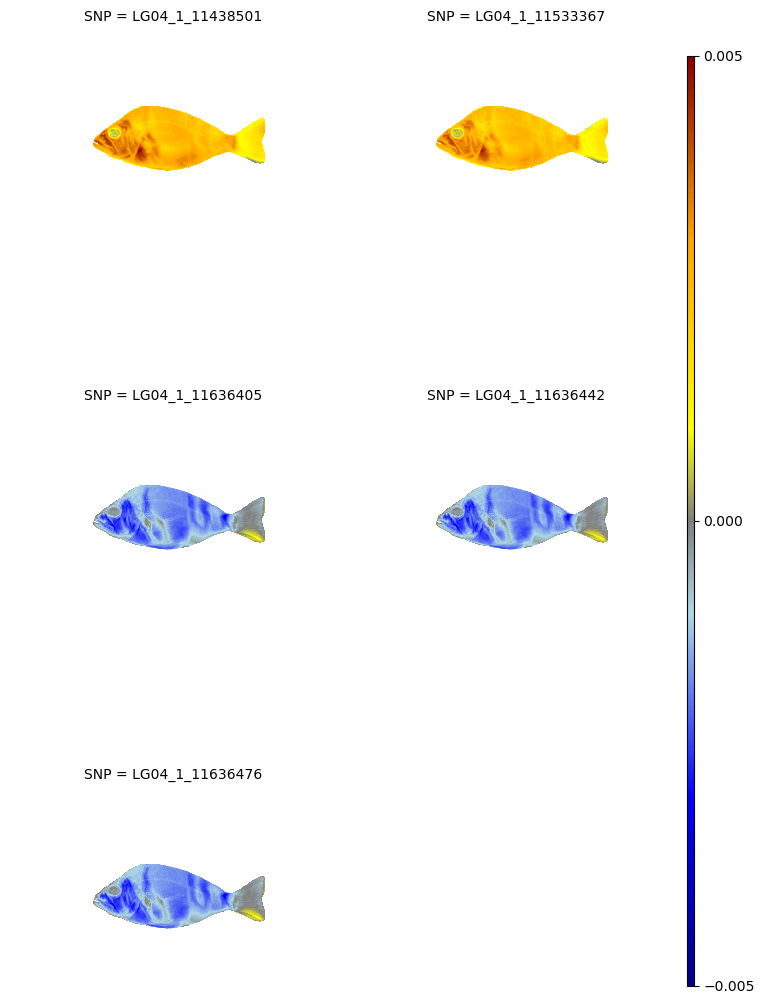 SNP = LG04_1_11438501
SNP = LG04_1_11533367
0.005
SNP = LG04_1_11636405
SNP = LG04_1_11636442
0.000
SNP = LG04_1_11636476
−0.005